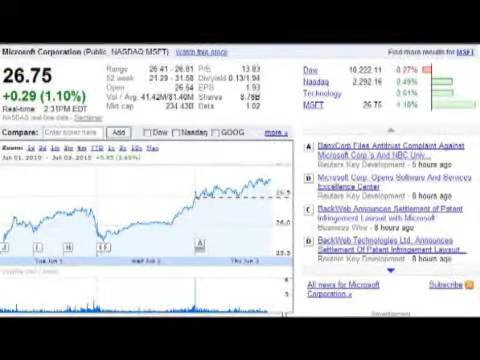 Microsoft Corporation (Public, NASDAQ:MSFT) Watch this stock
Find more results for MSFT
26.75
+0.29 (1.10%)
Real-time: 2:31PM EDT
NASDAQ real-time data - Disclaimer
Range 26.41 - 26.81 P/E 13.83
52 week 21.29 - 31.58 Div/yield 0.13/1.94
Open 26.54 EPS 1.93
Vol / Avg. 41.42M/81.40M Shares 8.76B
Mkt cap 234.43B Beta 1.02
Dow 10,222.11 -0.27%
Nasdaq 2,292.16 0.49%
Technology 0.61%
MSFT 26.75 1.10%
Compare: Enter ticker here Add Dow Nasdaq GOOG more »
Zoom: 1d 5d 1m 3m 6m YTD 1y 5y 10y Max
Jun 01, 2010 - Jun 03, 2010
26.5
26.0
25.5
Tue Jun 1 Wed Jun 2 Thu Jun 3
A BanxCorp Files Antitrust Complaint Against
Microsoft Corp.'s And NBC Univ...
Reuters Key Development - 5 hours ago
B Microsoft Corp. Opens Software And Services
Excellence Center
Reuters Key Development - 6 hours ago
C BackWeb Announces Settlement of Patent
Infringement Lawsuit with Microsoft
Business Wire - 8 hours ago
D BackWeb Technologies Ltd. Announces
Settlement Of Patent Infringement Lawsuit...
Reuters Key Development - 8 hours ago
All news for Microsoft
Corporation »
Subscribe
Advertisement